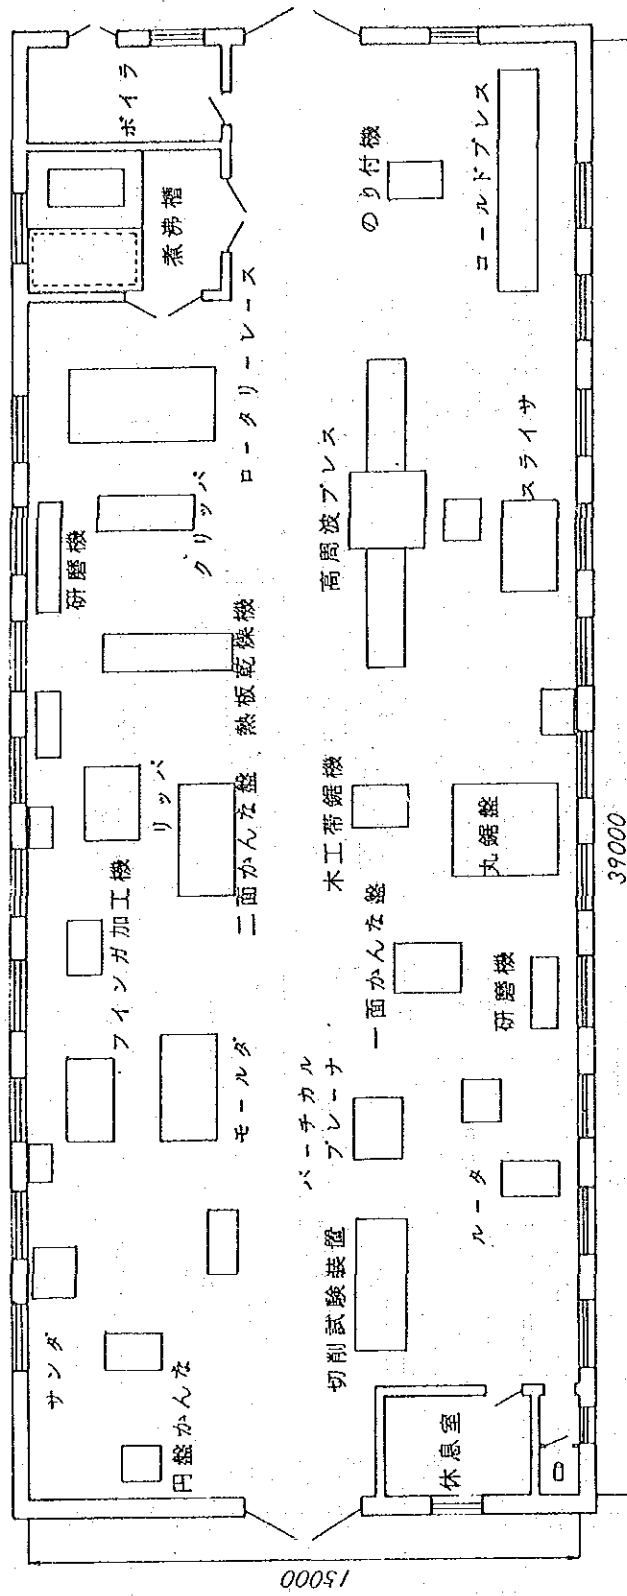 ボイラ
煮沸槽
のり付機
コールドプレス
ロータリーレース
グリッパ
研磨機
高周波プレス
スライサ
熱板乾燥機
リッパ
二面かんな盤
木工帯鋸機
丸鋸盤
フインガ加工機
一面かんな盤
研磨機
モールダ
バーチカル
プレーナ
ルータ
切削試験装置
サンダ
円盤かんな
休息室
39000
15000